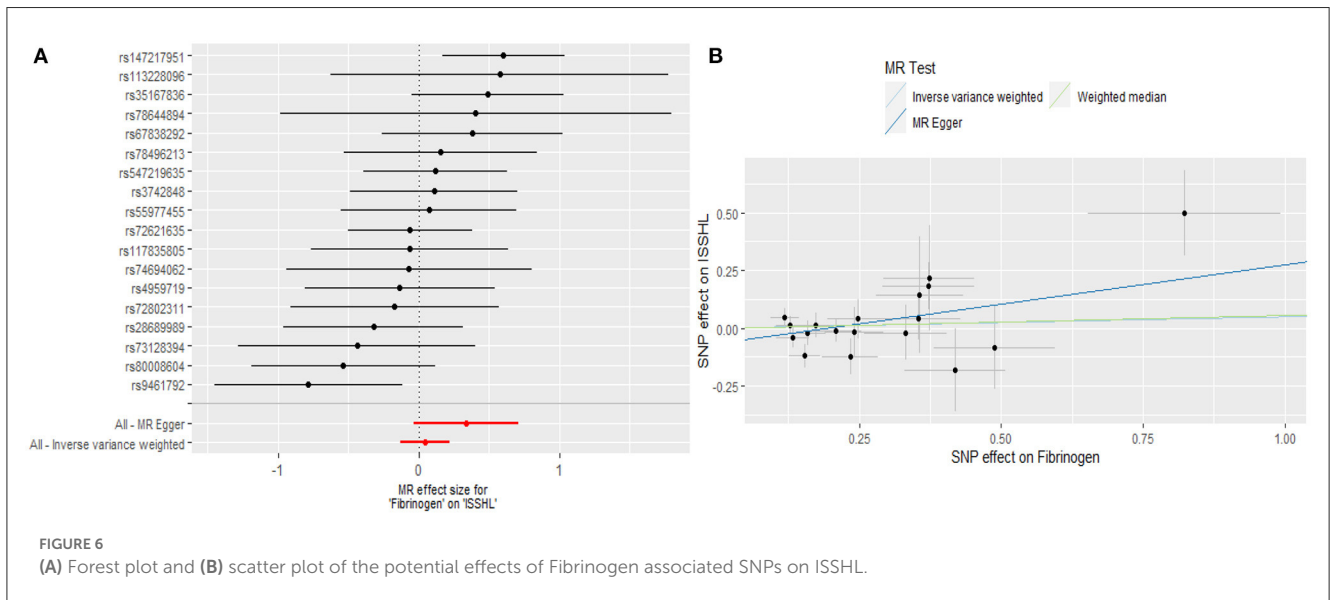 A
rs147217951
rs113228096
rs35167836
rs78644894
rs67838292
rs78496213
rs547219635
rs3742848
rs55977455
rs72621635
rs117835805
rs74694062
rs4959719
rs72802311
rs28689989
rs73128394
rs80008604
rs9461792
All - MR Egger
All - Inverse variance weighted
-1
0
1
MR effect size for
'Fibrinogen' on 'ISSHL'
B
MR Test
Inverse variance weighted
Weighted median
MR Egger
SNP effect on ISSHL
0.50
0.25
0.00
-0.25
0.25
0.50
0.75
1.00
SNP effect on Fibrinogen
FIGURE 6
(A) Forest plot and (B) scatter plot of the potential effects of Fibrinogen associated SNPs on ISSHL.